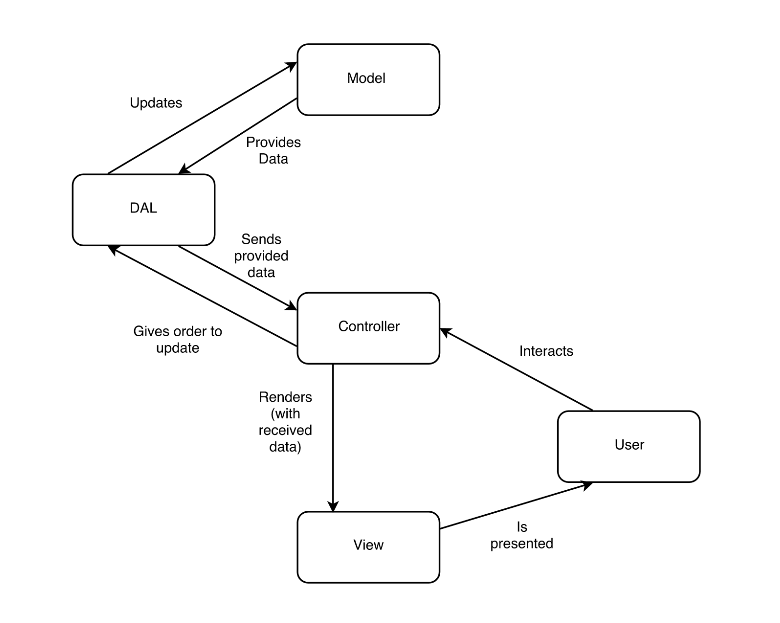 Model
Updates
Provides
Data
DAL
Sends
provided
data
Gives order to
update
Controller
Interacts
Renders
(with
received
data)
User
View
Is
presented